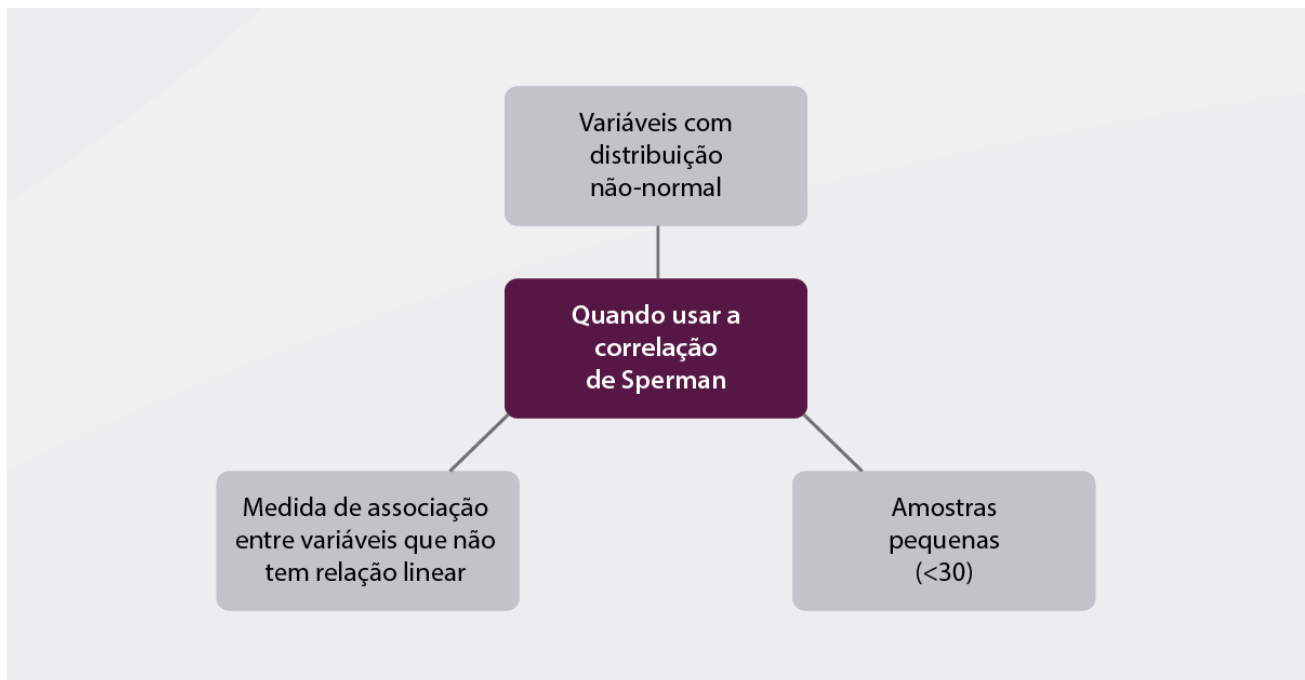 Variáveis com
distribuição
não-normal
Quando usar a
correlação
de Sperman
Medida de associação
entre variáveis que não
tem relação linear
Amostras
pequenas
(<30)